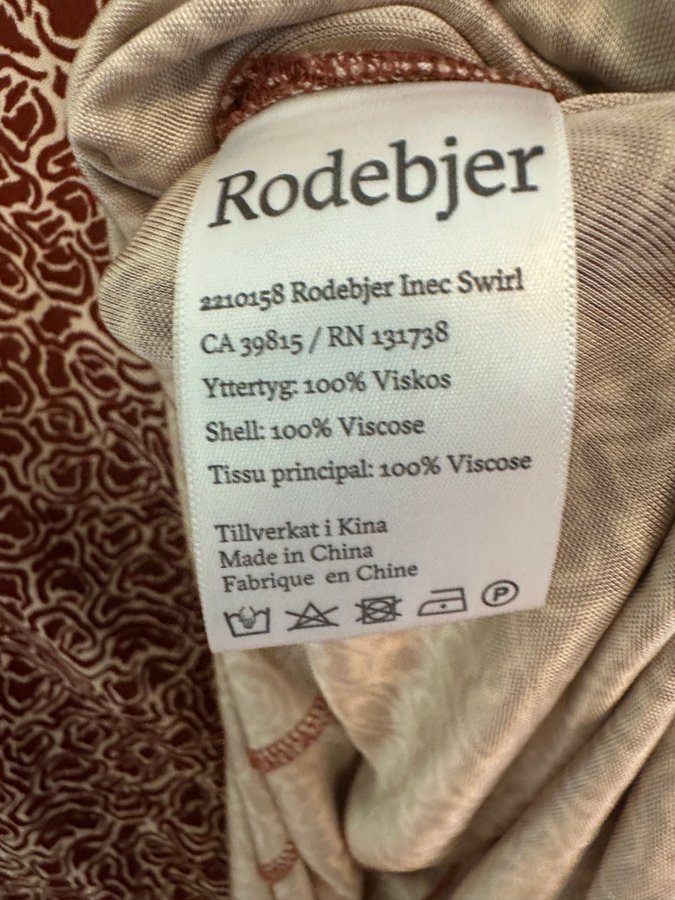 Rodebjer
2210158 Rodebjer Inec Swirl
CA 39815 / RN 131738
Yttertyg: 100% Viskos
Shell: 100% Viscose
Tissu principal: 100% Viscose
Tillverkat i Kina
Made in China
Fabrique en Chine
P